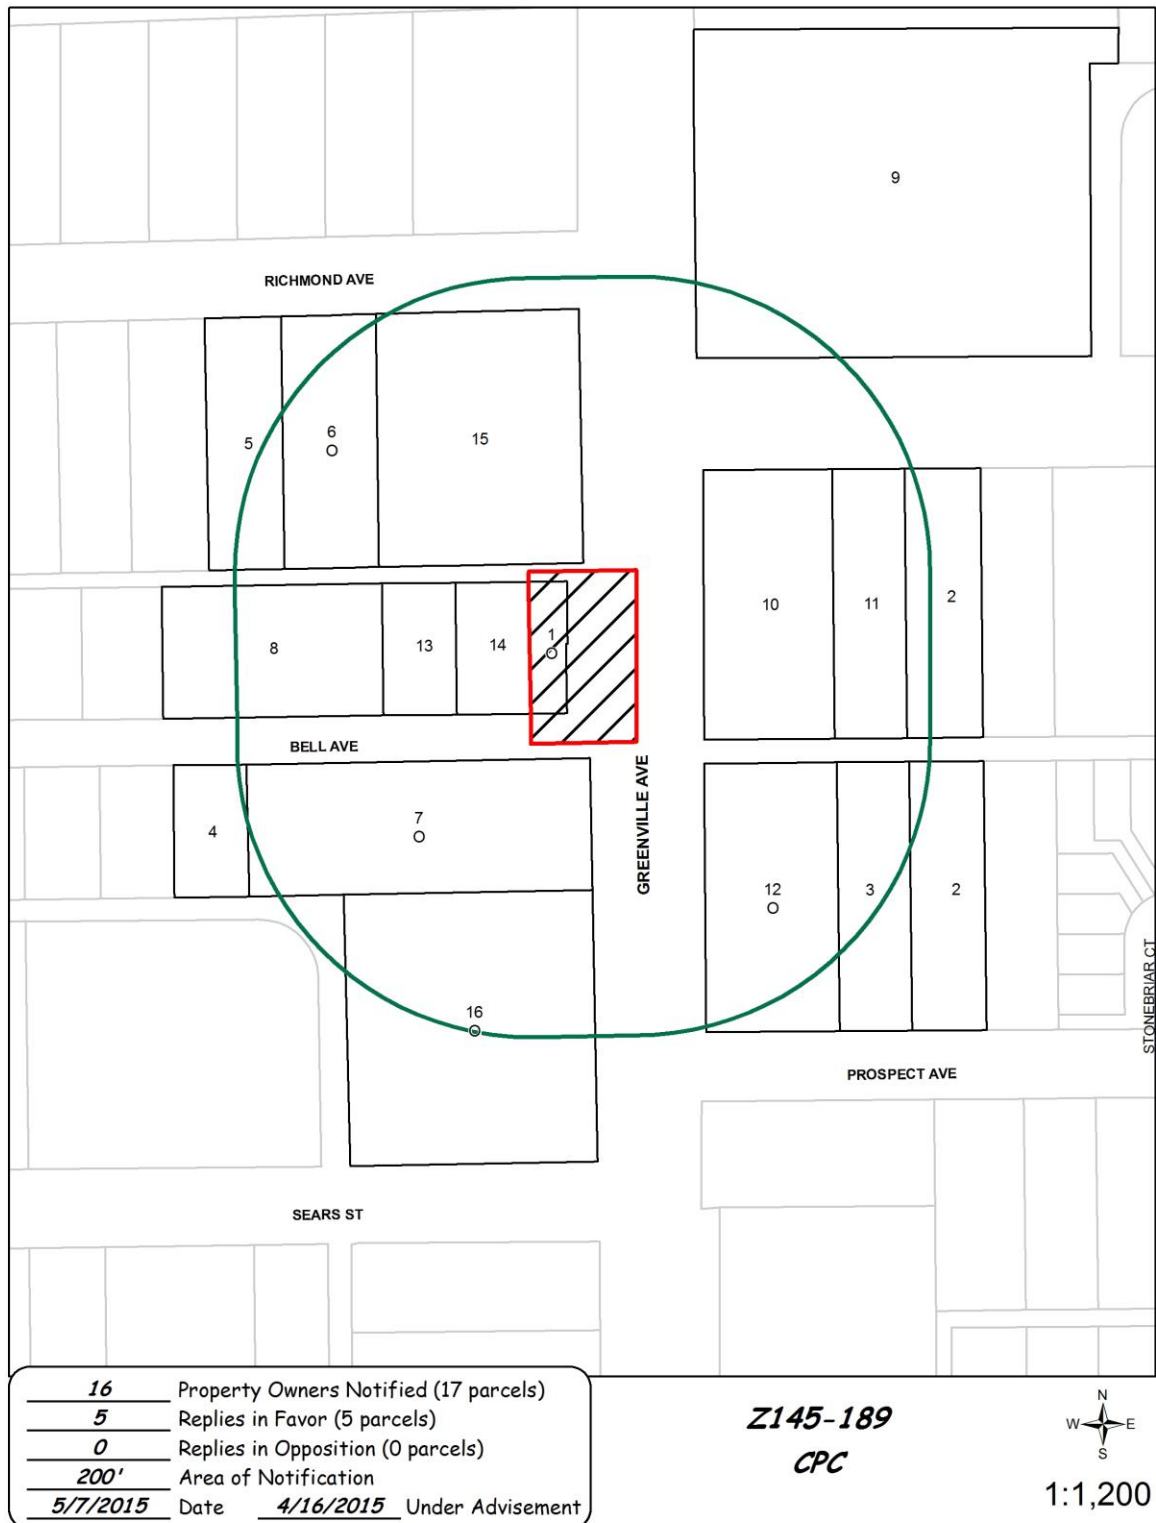 9
RICHMOND AVE
5
6
15
10
11
2
8
13
14
1
BELL AVE
GREENVILLE AVE
4
7
12
3
2
STONEBRIAR CT
16
PROSPECT AVE
SEARS ST
16 Property Owners Notified (17 parcels)
5 Replies in Favor (5 parcels)
0 Replies in Opposition (0 parcels)
200' Area of Notification
5/7/2015 Date 4/16/2015 Under Advisement
Z145-189
CPC
N
W E
S
1:1,200